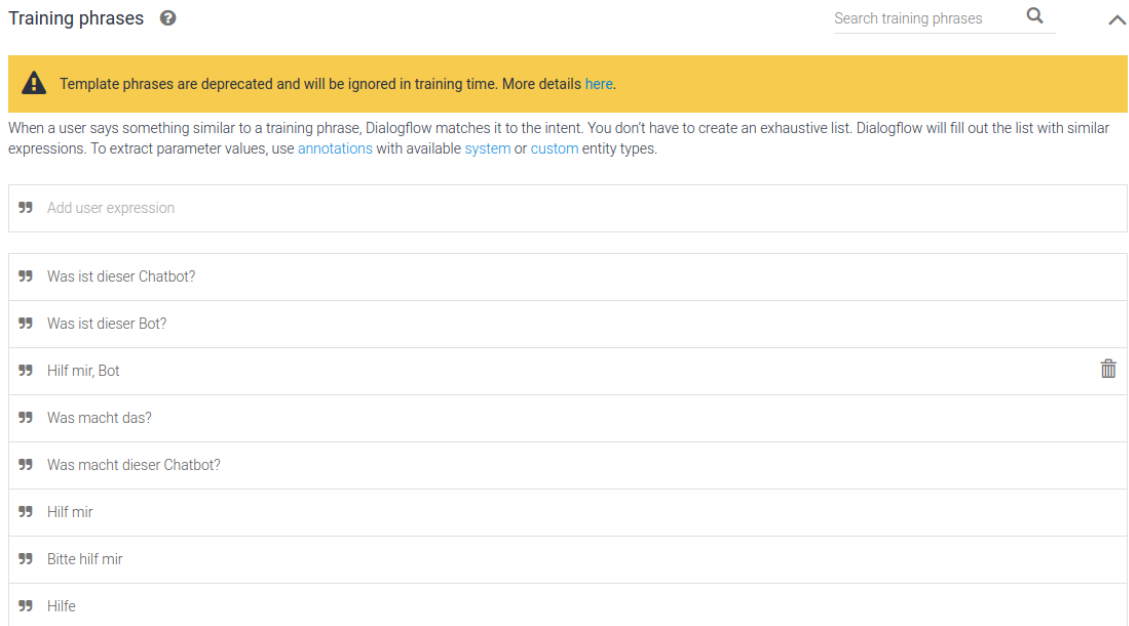 Training phrases
Search training phrases
Template phrases are deprecated and will be ignored in training time. More details here.
When a user says something similar to a training phrase, Dialogflow matches it to the intent. You don't have to create an exhaustive list. Dialogflow will fill out the list with similar
expressions. To extract parameter values, use annotations with available system or custom entity types.
Add user expression
Was ist dieser Chatbot?
Was ist dieser Bot?
Hilf mir, Bot
Was macht das?
Was macht dieser Chatbot?
Hilf mir
Bitte hilf mir
Hilfe